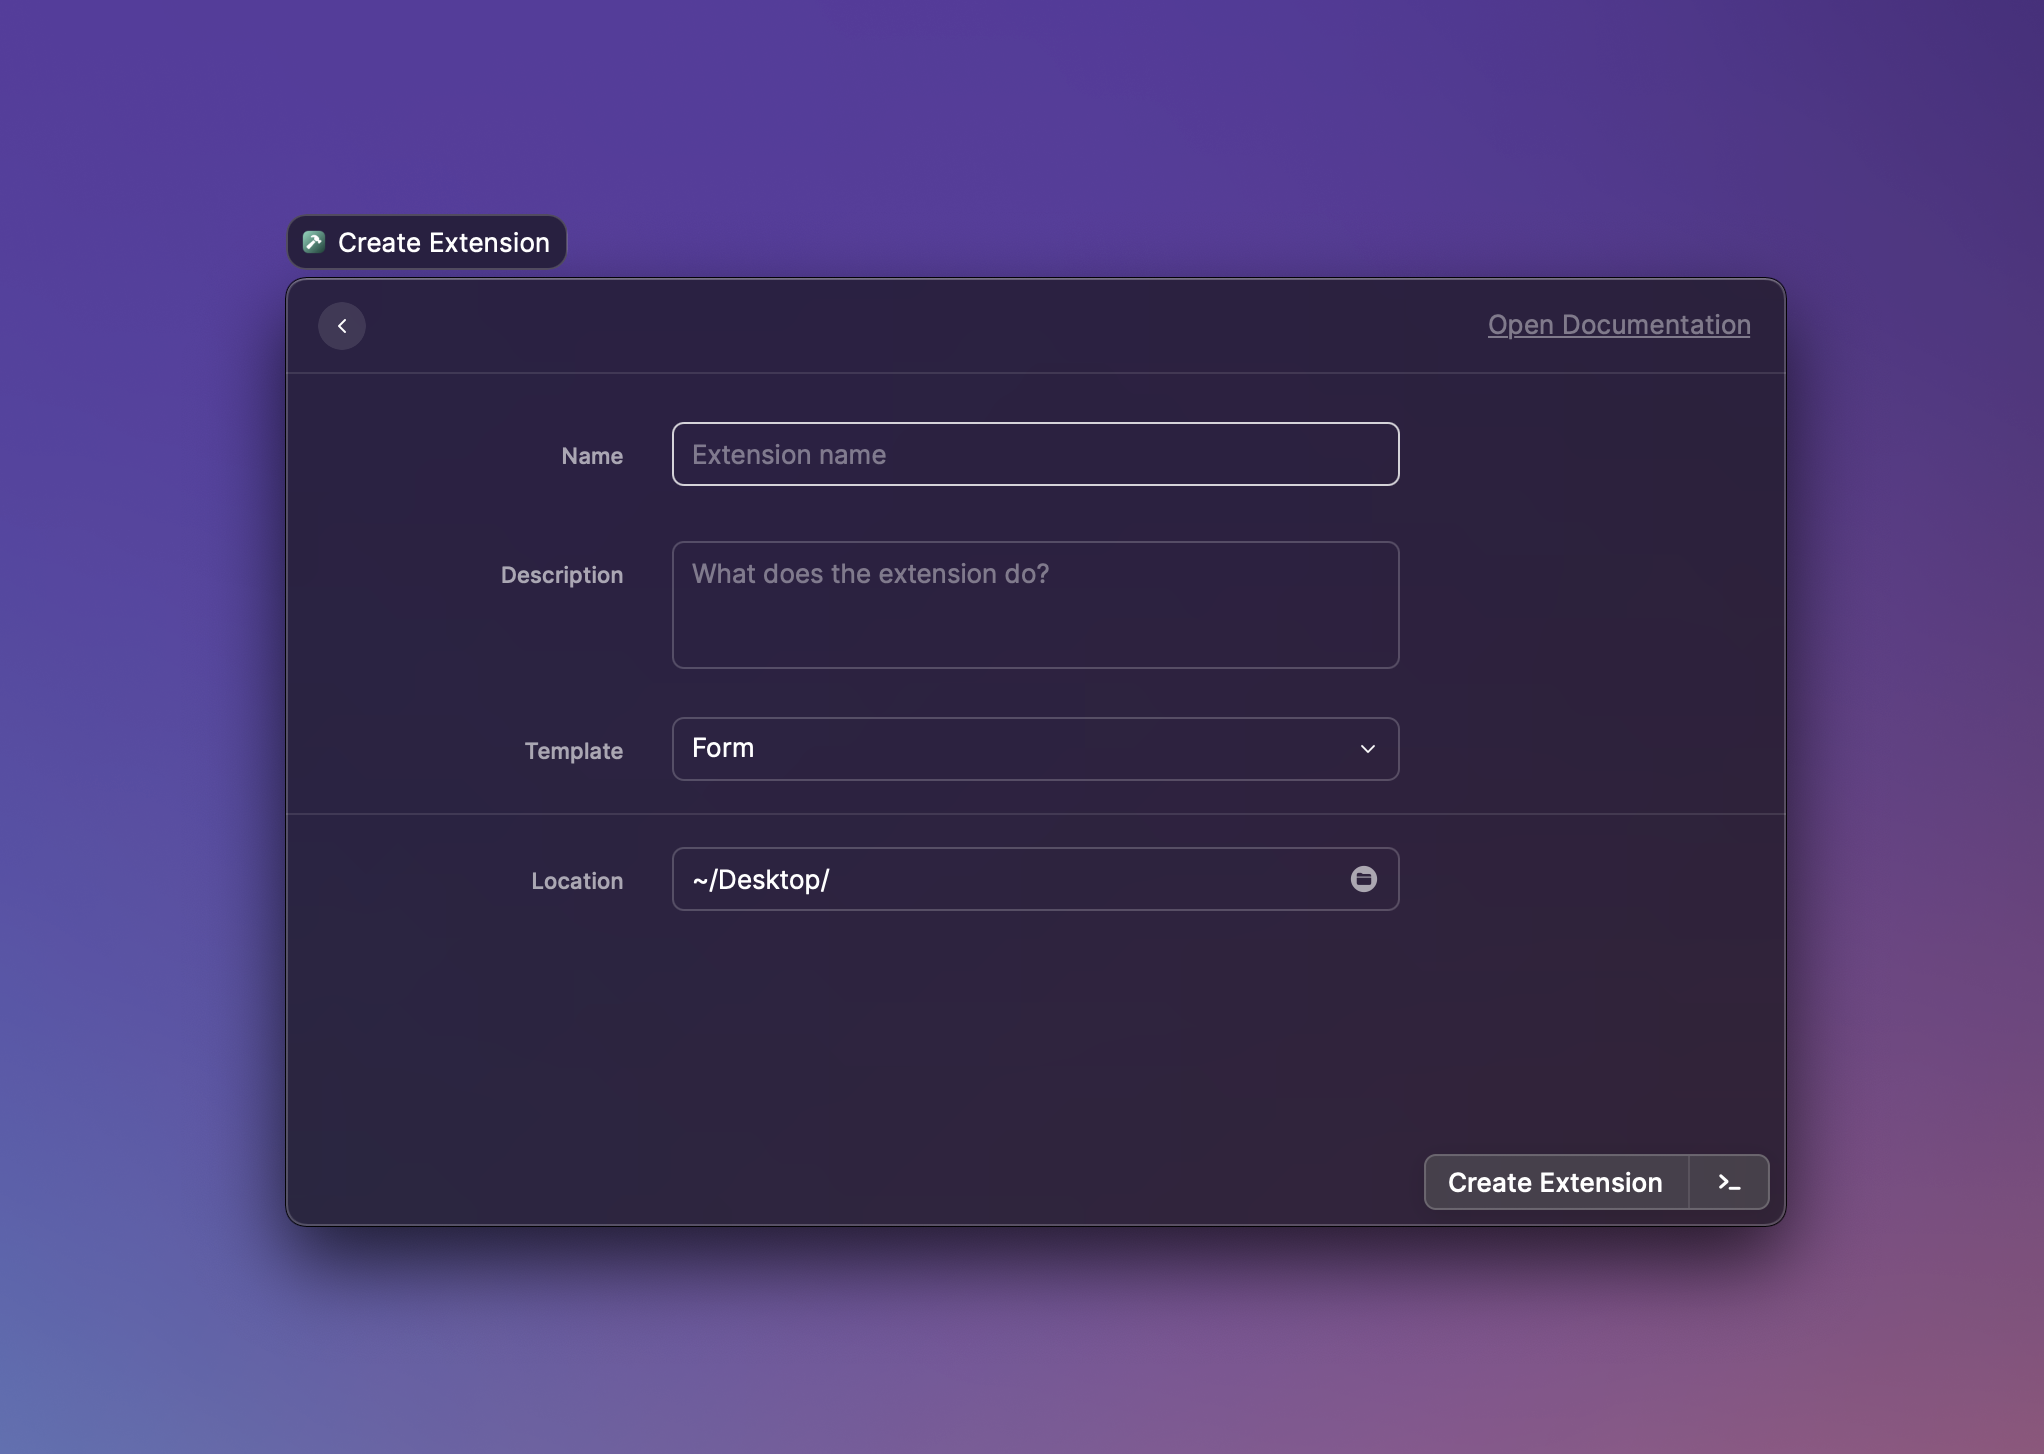 Create Extension
Open Documentation
Name
Extension name
Description
What does the extension do?
Template
Form
Location
~/Desktop/
Create Extension
>_